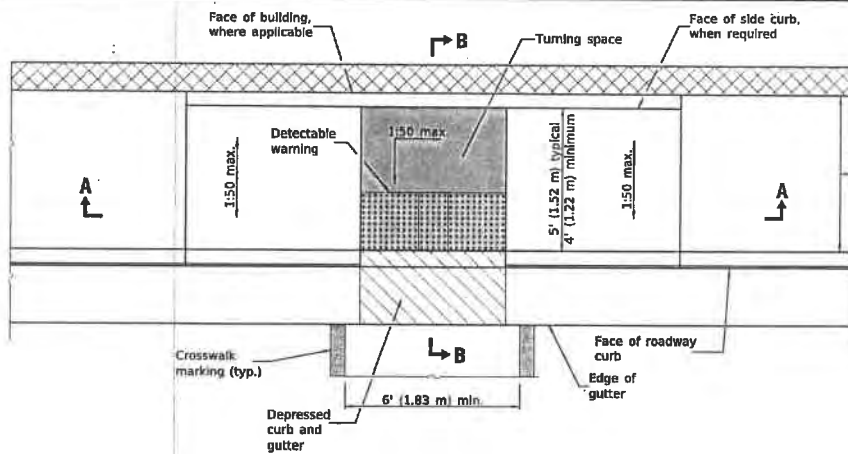 Face of building,
where applicable
B
Turning space
Face of side curb,
when required
Detectable
warning
1:50 max.
1:50 max.
5' (1.52 m) typical
4' (1.22 m) minimum
1:50 max.
A
A
Crosswalk
marking (typ.)
B
6' (1.83 m) min.
Depressed
curb and
gutter
Face of roadway
curb
Edge of
gutter